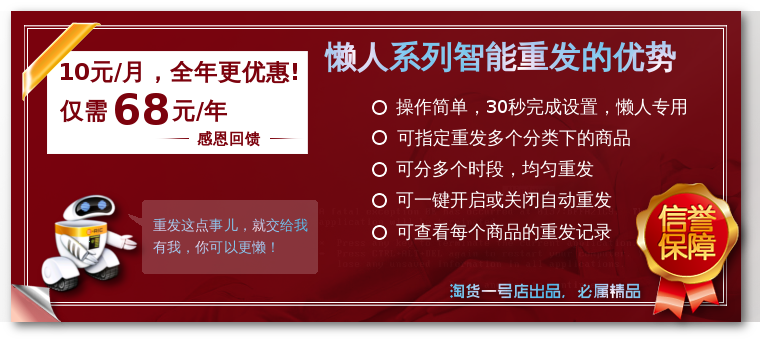 10元/月，全年更优惠!
仅需68元/年
感恩回馈
懒人系列智能重发的优势
操作简单，30秒完成设置，懒人专用
可指定重发多个分类下的商品
可分多个时段，均匀重发
可一键开启或关闭自动重发
可查看每个商品的重发记录
重发这点事儿，就交给我
有我，你可以更懒！
信誉
保障
淘货一号店出品，必属精品